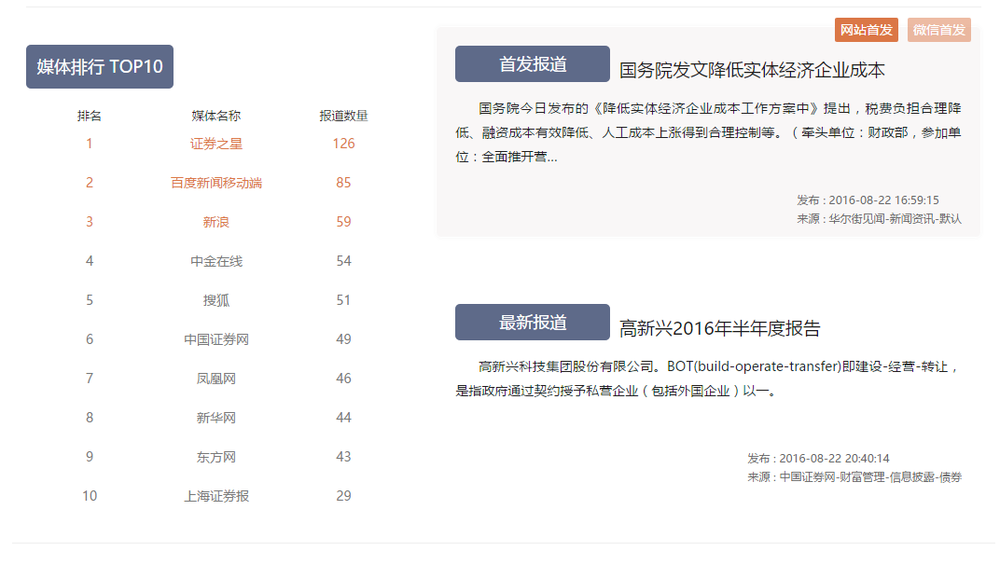 媒体排行 TOP10
排名 媒体名称 报道数量
1 证券之星 126
2 百度新闻移动端 85
3 新浪 59
4 中金在线 54
5 搜狐 51
6 中国证券网 49
7 凤凰网 46
8 新华网 44
9 东方网 43
10 上海证券报 29
网站首发 微信首发
首发报道 国务院发文降低实体经济企业成本
国务院今日发布的《降低实体经济企业成本工作方案中》提出，税费负担合理降
低、融资成本有效降低、人工成本上涨得到合理控制等。（牵头单位：财政部，参加单
位：全面推开营...
发布 : 2016-08-22 16:59:15
来源 : 华尔街见闻-新闻资讯-默认
最新报道 高新兴2016年半年度报告
高新兴科技集团股份有限公司。BOT(build-operate-transfer)即建设-经营-转让，
是指政府通过契约授予私营企业（包括外国企业）以一。
发布 : 2016-08-22 20:40:14
来源 : 中国证券网-财富管理-信息披露-债券